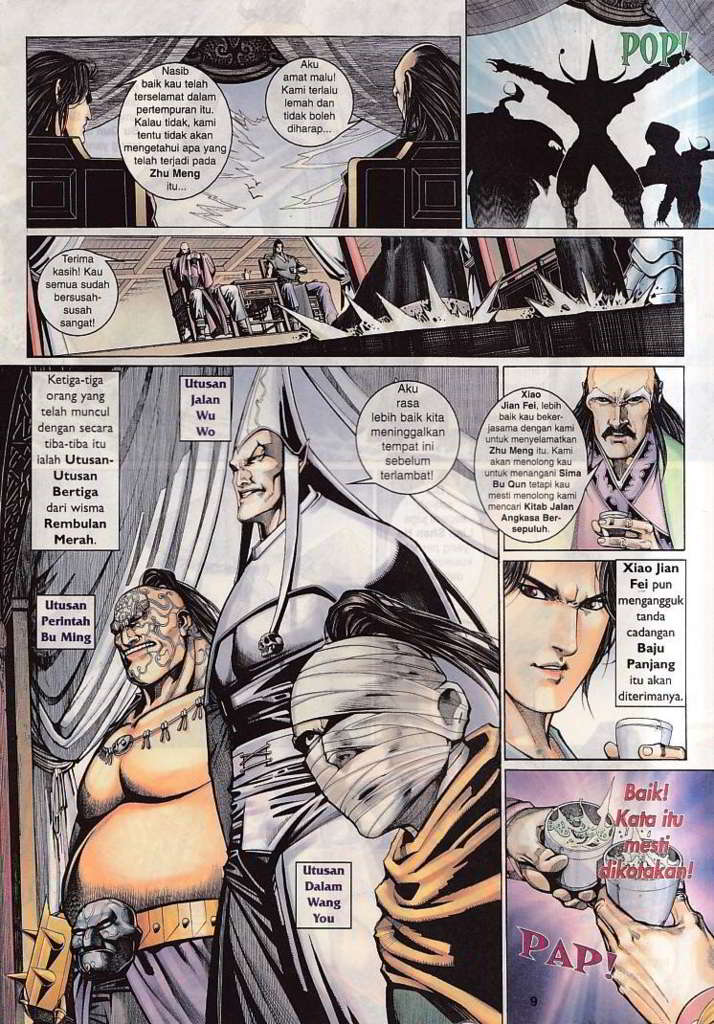 Nasib
baik kau telah
terselamat dalam
pertempuran itu.
Kalau tidak, kami
tentu tidak akan
mengetahui apa yang
telah terjadi pada
Zhu Meng
itu...
Aku
amat malu!
Kami terlalu
lemah dan
tidak boleh
diharap...
POP!
Terima
kasih! Kau
semua sudah
bersusah-
susah
sangat!
Ketiga-tiga
orang yang
telah muncul
dengan secara
tiba-tiba itu
ialah Utusan-
Utusan
Bertiga
dari wisma
Rembulan
Merah.
Utusan
Jalan
Wu
Wo
Aku
rasa
lebih baik kita
meninggalkan
tempat ini
sebelum
terlambat!
Utusan
Perintah
Bu Ming
Utusan
Dalam
Wang
You
Xiao
Jian Fei, lebih
baik kau beker-
jasama dengan kami
untuk menyelamatkan
Zhu Meng itu. Kami
akan menolong kau
untuk menangani Sima
Bu Qun tetapi kau
mesti menolong kami
mencari Kitab Jalan
Angkasa Ber-
sepuluh.
Xiao Jian
Fei pun
mengangguk
tanda
cadangan
Baju
Panjang
itu akan
diterimanya.
Baik!
Kata itu
mesti
dikotakan!
PAP!
9